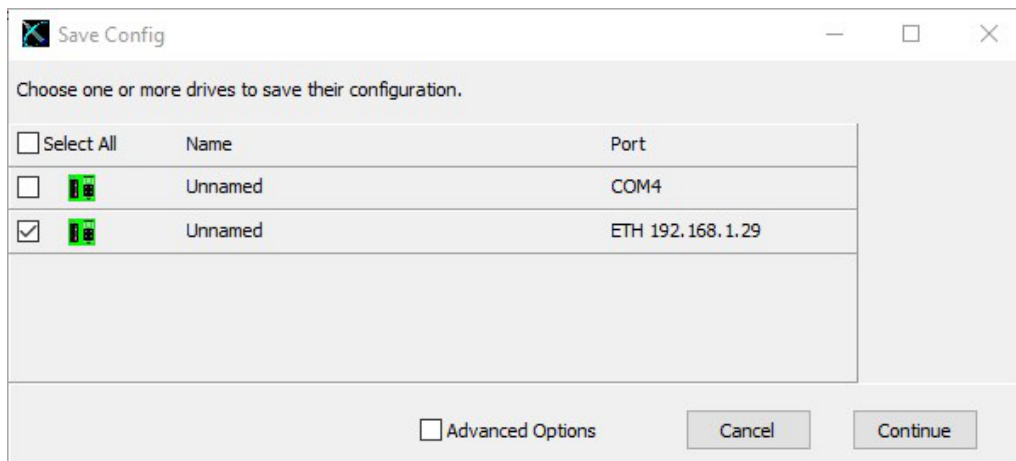 Save Config
Choose one or more drives to save their configuration.
Select All Name Port
Unnamed COM4
Unnamed ETH 192.168.1.29
Advanced Options Cancel Continue